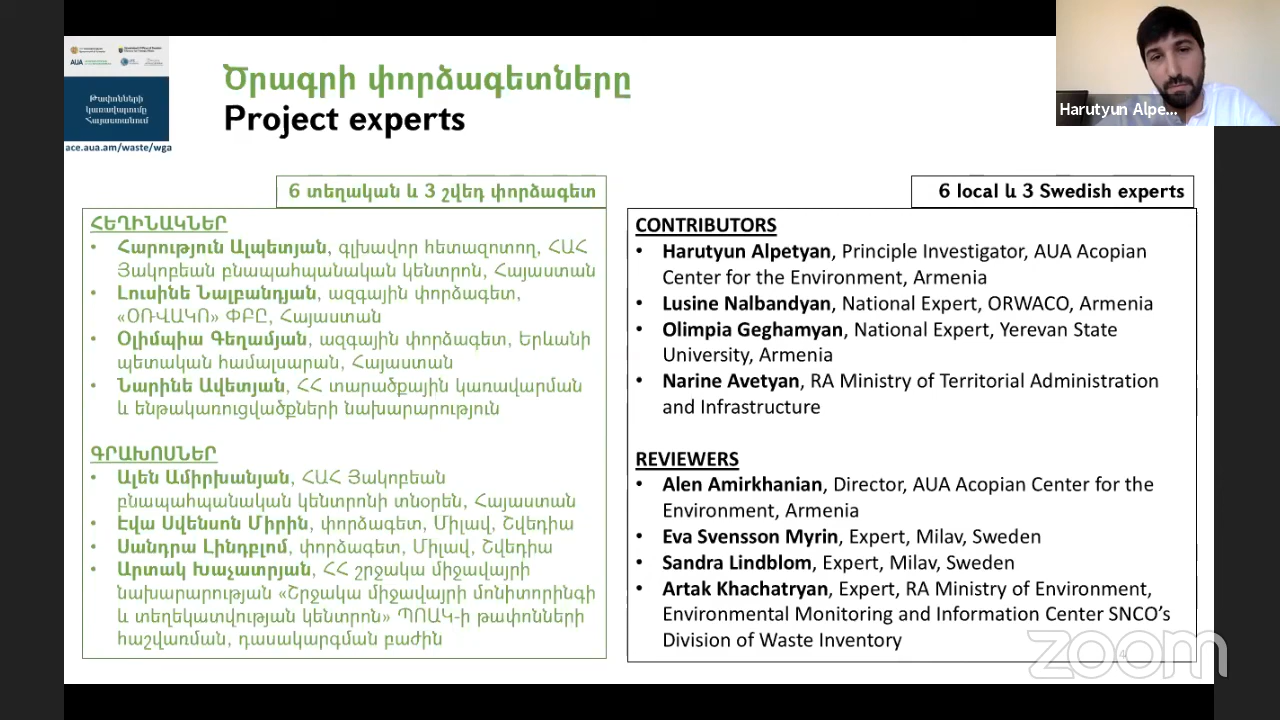 AUA
Թափոնների
կառավարումը
Հայաստանում
ace.aua.am/waste/wga
Ծրագրի փորձագետները
Project experts
Harutyun Alpe...
6 տեղական և 3 շվեդ փորձագետ
ՀԵՂԻՆԱԿՆԵՐ
• Հարություն Ալպետյան, գլխավոր հետազոտող, ՀԱՀ
Յակոբեան բնապահպանական կենտրոն, Հայաստան
• Լուսինե Նալբանդյան, ազգային փորձագետ,
«ՕՌՎԱԿՈ» ՓԲԸ, Հայաստան
• Օլիմպիա Գեղամյան, ազգային փորձագետ, Երևանի
պետական համալսարան, Հայաստան
• Նարինե Ավետյան, ՀՀ տարածքային կառավարման
և ենթակառուցվածքների նախարարություն
ԳՐԱԽՈՍՆԵՐ
• Ալեն Ամիրխանյան, ՀԱՀ Յակոբեան
բնապահպանական կենտրոնի տնօրեն, Հայաստան
• Էվա Սվենսոն Միրին, փորձագետ, Միլավ, Շվեդիա
• Սանդրա Լինդբլոմ, փորձագետ, Միլավ, Շվեդիա
• Արտակ Խաչատրյան, ՀՀ շրջակա միջավայրի
նախարարության «Շրջակա միջավայրի մոնիտորինգի
և տեղեկատվության կենտրոն» ՊՈԱԿ-ի թափոնների
հաշվառման, դասակարգման բաժին
6 local և 3 Swedish experts
CONTRIBUTORS
• Harutyun Alpetyan, Principle Investigator, AUA Acopian
Center for the Environment, Armenia
• Lusine Nalbandyan, National Expert, ORWACO, Armenia
• Olimpia Geghamyan, National Expert, Yerevan State
University, Armenia
• Narine Avetyan, RA Ministry of Territorial Administration
and Infrastructure
REVIEWERS
• Alen Amirkhanian, Director, AUA Acopian Center for the
Environment, Armenia
• Eva Svensson Myrin, Expert, Milav, Sweden
• Sandra Lindblom, Expert, Milav, Sweden
• Artak Khachatryan, Expert, RA Ministry of Environment,
Environmental Monitoring and Information Center SNCO's
Division of Waste Inventory
4
zoom